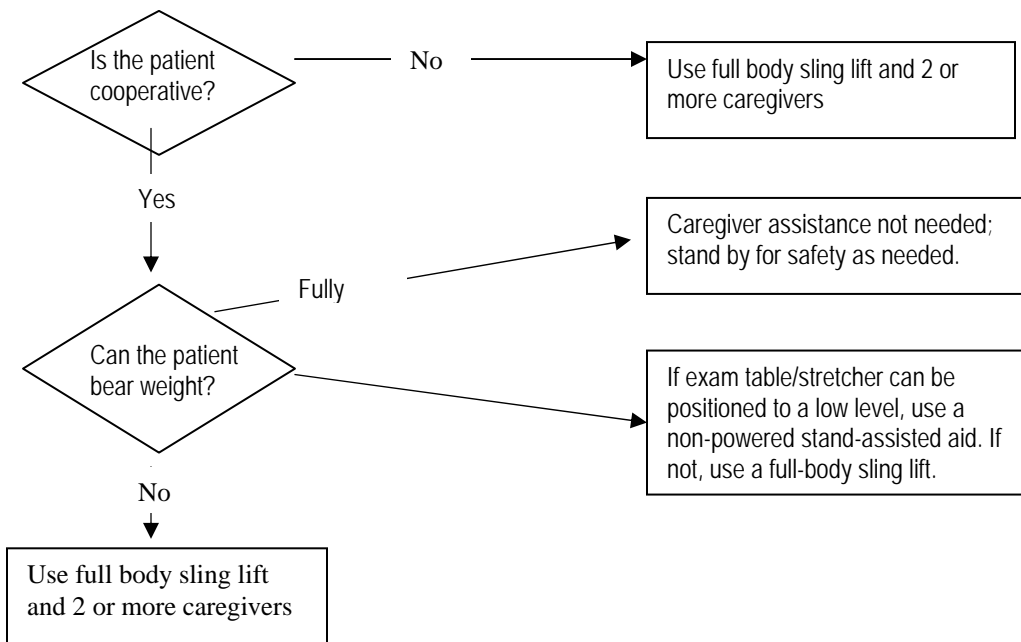 Is the patient
cooperative?
No
Use full body sling lift and 2 or
more caregivers
Yes
Caregiver assistance not needed;
stand by for safety as needed.
Fully
Can the patient
bear weight?
If exam table/stretcher can be
positioned to a low level, use a
non-powered stand-assisted aid. If
not, use a full-body sling lift.
No
Use full body sling lift
and 2 or more caregivers